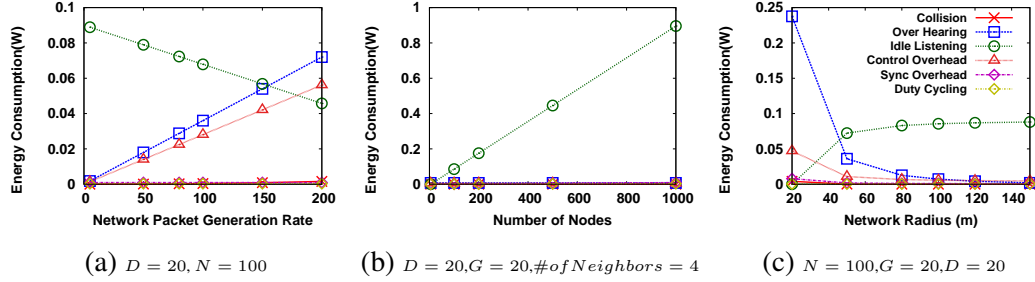 0.1
0.08
0.06
0.04
0.02
0
0 50 100 150 200
Energy Consumption(W)
Network Packet Generation Rate
(a) D = 20, N = 100
1
0.8
0.6
0.4
0.2
0
0 200 400 600 800 1000
Energy Consumption(W)
Number of Nodes
(b) D = 20,G = 20,#ofNeighbors = 4
0.25
0.20
0.15
0.10
0.05
0
20 40 60 80 100 120 140
Energy Consumption(W)
Network Radius (m)
Collision
Over Hearing
Idle Listening
Control Overhead
Sync Overhead
Duty Cycling
(c) N = 100,G = 20,D = 20